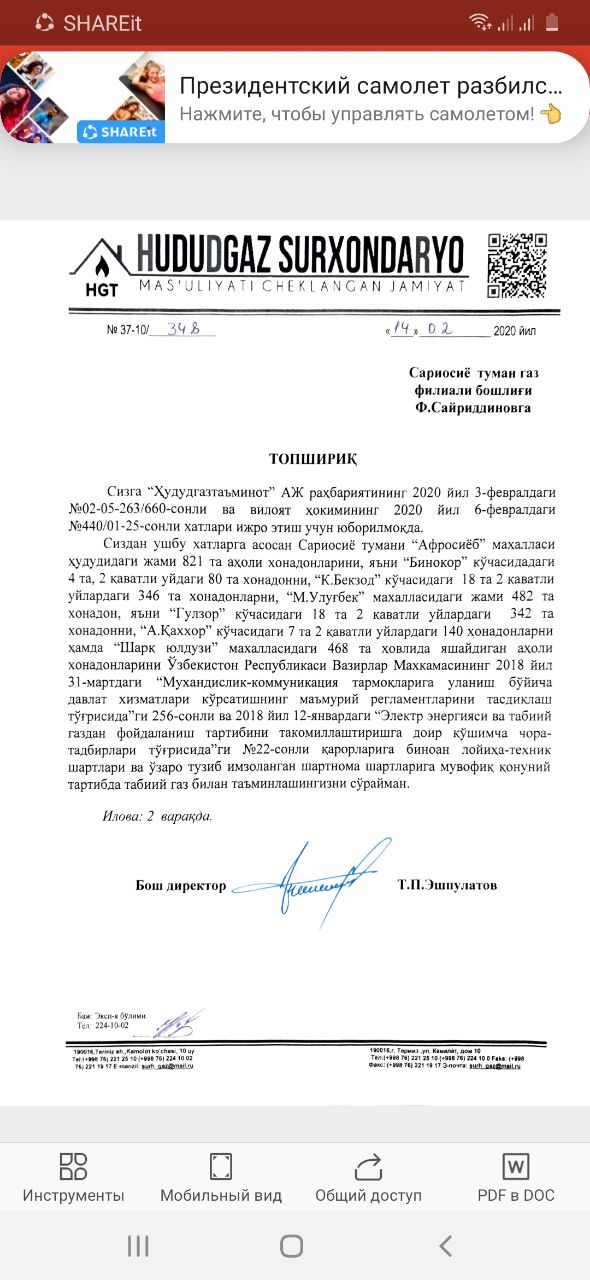 SHAREit
Президентский самолет разбилс...
Нажмите, чтобы управлять самолетом! 👉
SHAREit
HUDUDGAZ SURXONDARYO
HGT
MAS'ULIYATI CHEKLANGAN JAMIYAT
№ 37-10/ 348
«14» 02 2020 йил
Сариосиё туман газ
филиали бошлиғи
Ф.Сайриддиновга
ТОПШИРИҚ
Сизга “Ҳудудгазтаъминот” АЖ раҳбариятининг 2020 йил 3-февралдаги
№02-05-263/660-сонли ва вилоят ҳокимининг 2020 йил 6-февралдаги
№440/01-25-сонли хатлари ижро этиш учун юборилмоқда.
Сиздан ушбу хатларга асосан Сариосиё тумани “Афросиёб” махалласи
ҳудудидаги жами 821 та аҳоли хонадонларини, яъни “Бинокор” кўчасидадаги
4 та, 2 қаватли уйдаги 80 та хонадонни, “К.Бекзод” кўчасидаги 18 та 2 қаватли
уйлардаги 346 та хонадонларни, “М.Улуғбек” махалласидаги жами 482 та
хонадон, яъни “Гулзор” кўчасидаги 18 та 2 қаватли уйлардаги 342 та
хонадонни, “А.Қаххор” кўчасидаги 7 та 2 қаватли уйлардаги 140 хонадонларни
ҳамда “Шарқ юлдузи” махалласидаги 468 та ховлида яшайдиган аҳоли
хонадонларини Ўзбекистон Республикаси Вазирлар Махкамасининг 2018 йил
31-мартдаги “Мухандислик-коммуникация тармоқларига уланиш бўйича
давлат хизматлари кўрсатишнинг маъмурий регламентларини тасдиқлаш
тўғрисида”ги 256-сонли ва 2018 йил 12-январдаги “Электр энергияси ва табиий
газдан фойдаланиш тартибини такомиллаштиришга доир қўшимча чора-
тадбирлари тўғрисида”ги №22-сонли қарорларига биноан лойиҳа-техник
шартлари ва ўзаро тузиб имзоланган шартнома шартларига мувофиқ қонуний
тартибда табиий газ билан таъминлашингизни сўрайман.
Илова: 2 варақда.
Бош директор
Т.П.Эшпулатов
Баж: Эксп-я бўлими.
Тел: 224-10-02
190016,Termiz sh.,Kamolot ko'chasi, 10 uy
Tel:(+998 76) 221 25 10 (+998 76) 224 10 02
76) 221 19 17 E-manzil: surh_gaz@mail.ru
190016,г. Термиз ,ул. Камалёт, дом 10
Тел:(+998 76) 221 25 10 (+998 76) 224 10 0 Faks: (+998
Факс: (+998 76) 221 19 17 Э-почта: surh_gaz@mail.ru
Инструменты
Мобильный вид
Общий доступ
W
PDF в DOC